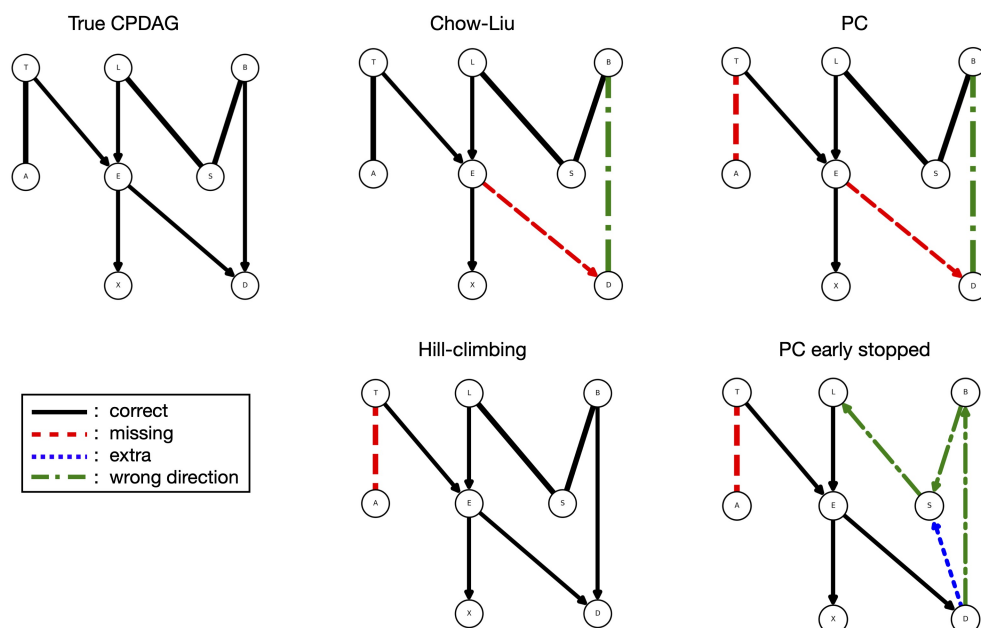 True CPDAG
Chow-Liu
PC
T
L
B
A
E
S
X
D
T
L
B
A
E
S
X
D
T
L
B
A
E
S
X
D
Hill-climbing
PC early stopped
T
L
B
A
E
S
X
D
T
L
B
A
E
S
X
D
: correct
: missing
: extra
: wrong direction